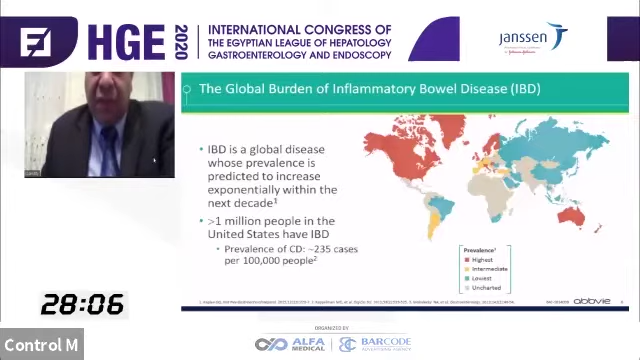 HGE 2020
INTERNATIONAL CONGRESS OF
THE EGYPTIAN LEAGUE OF HEPATOLOGY
GASTROENTEROLOGY AND ENDOSCOPY
janssen
The Global Burden of Inflammatory Bowel Disease (IBD)
• IBD is a global disease
whose prevalence is
predicted to increase
exponentially within the
next decade¹
• >1 million people in the
United States have IBD
• Prevalence of CD: ~235 cases
per 100,000 people²
Prevalence¹
Highest
Intermediate
Lowest
Uncharted
abbvie
28:06
Control M
ORGANIZED BY
ALFA
MEDICAL
BARCODE